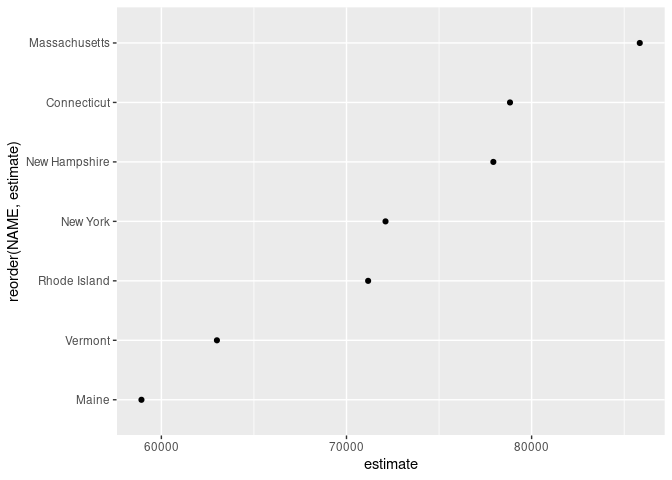 Massachusetts
Connecticut
New Hampshire
New York
Rhode Island
Vermont
Maine
reorder(NAME, estimate)
60000
70000
80000
estimate